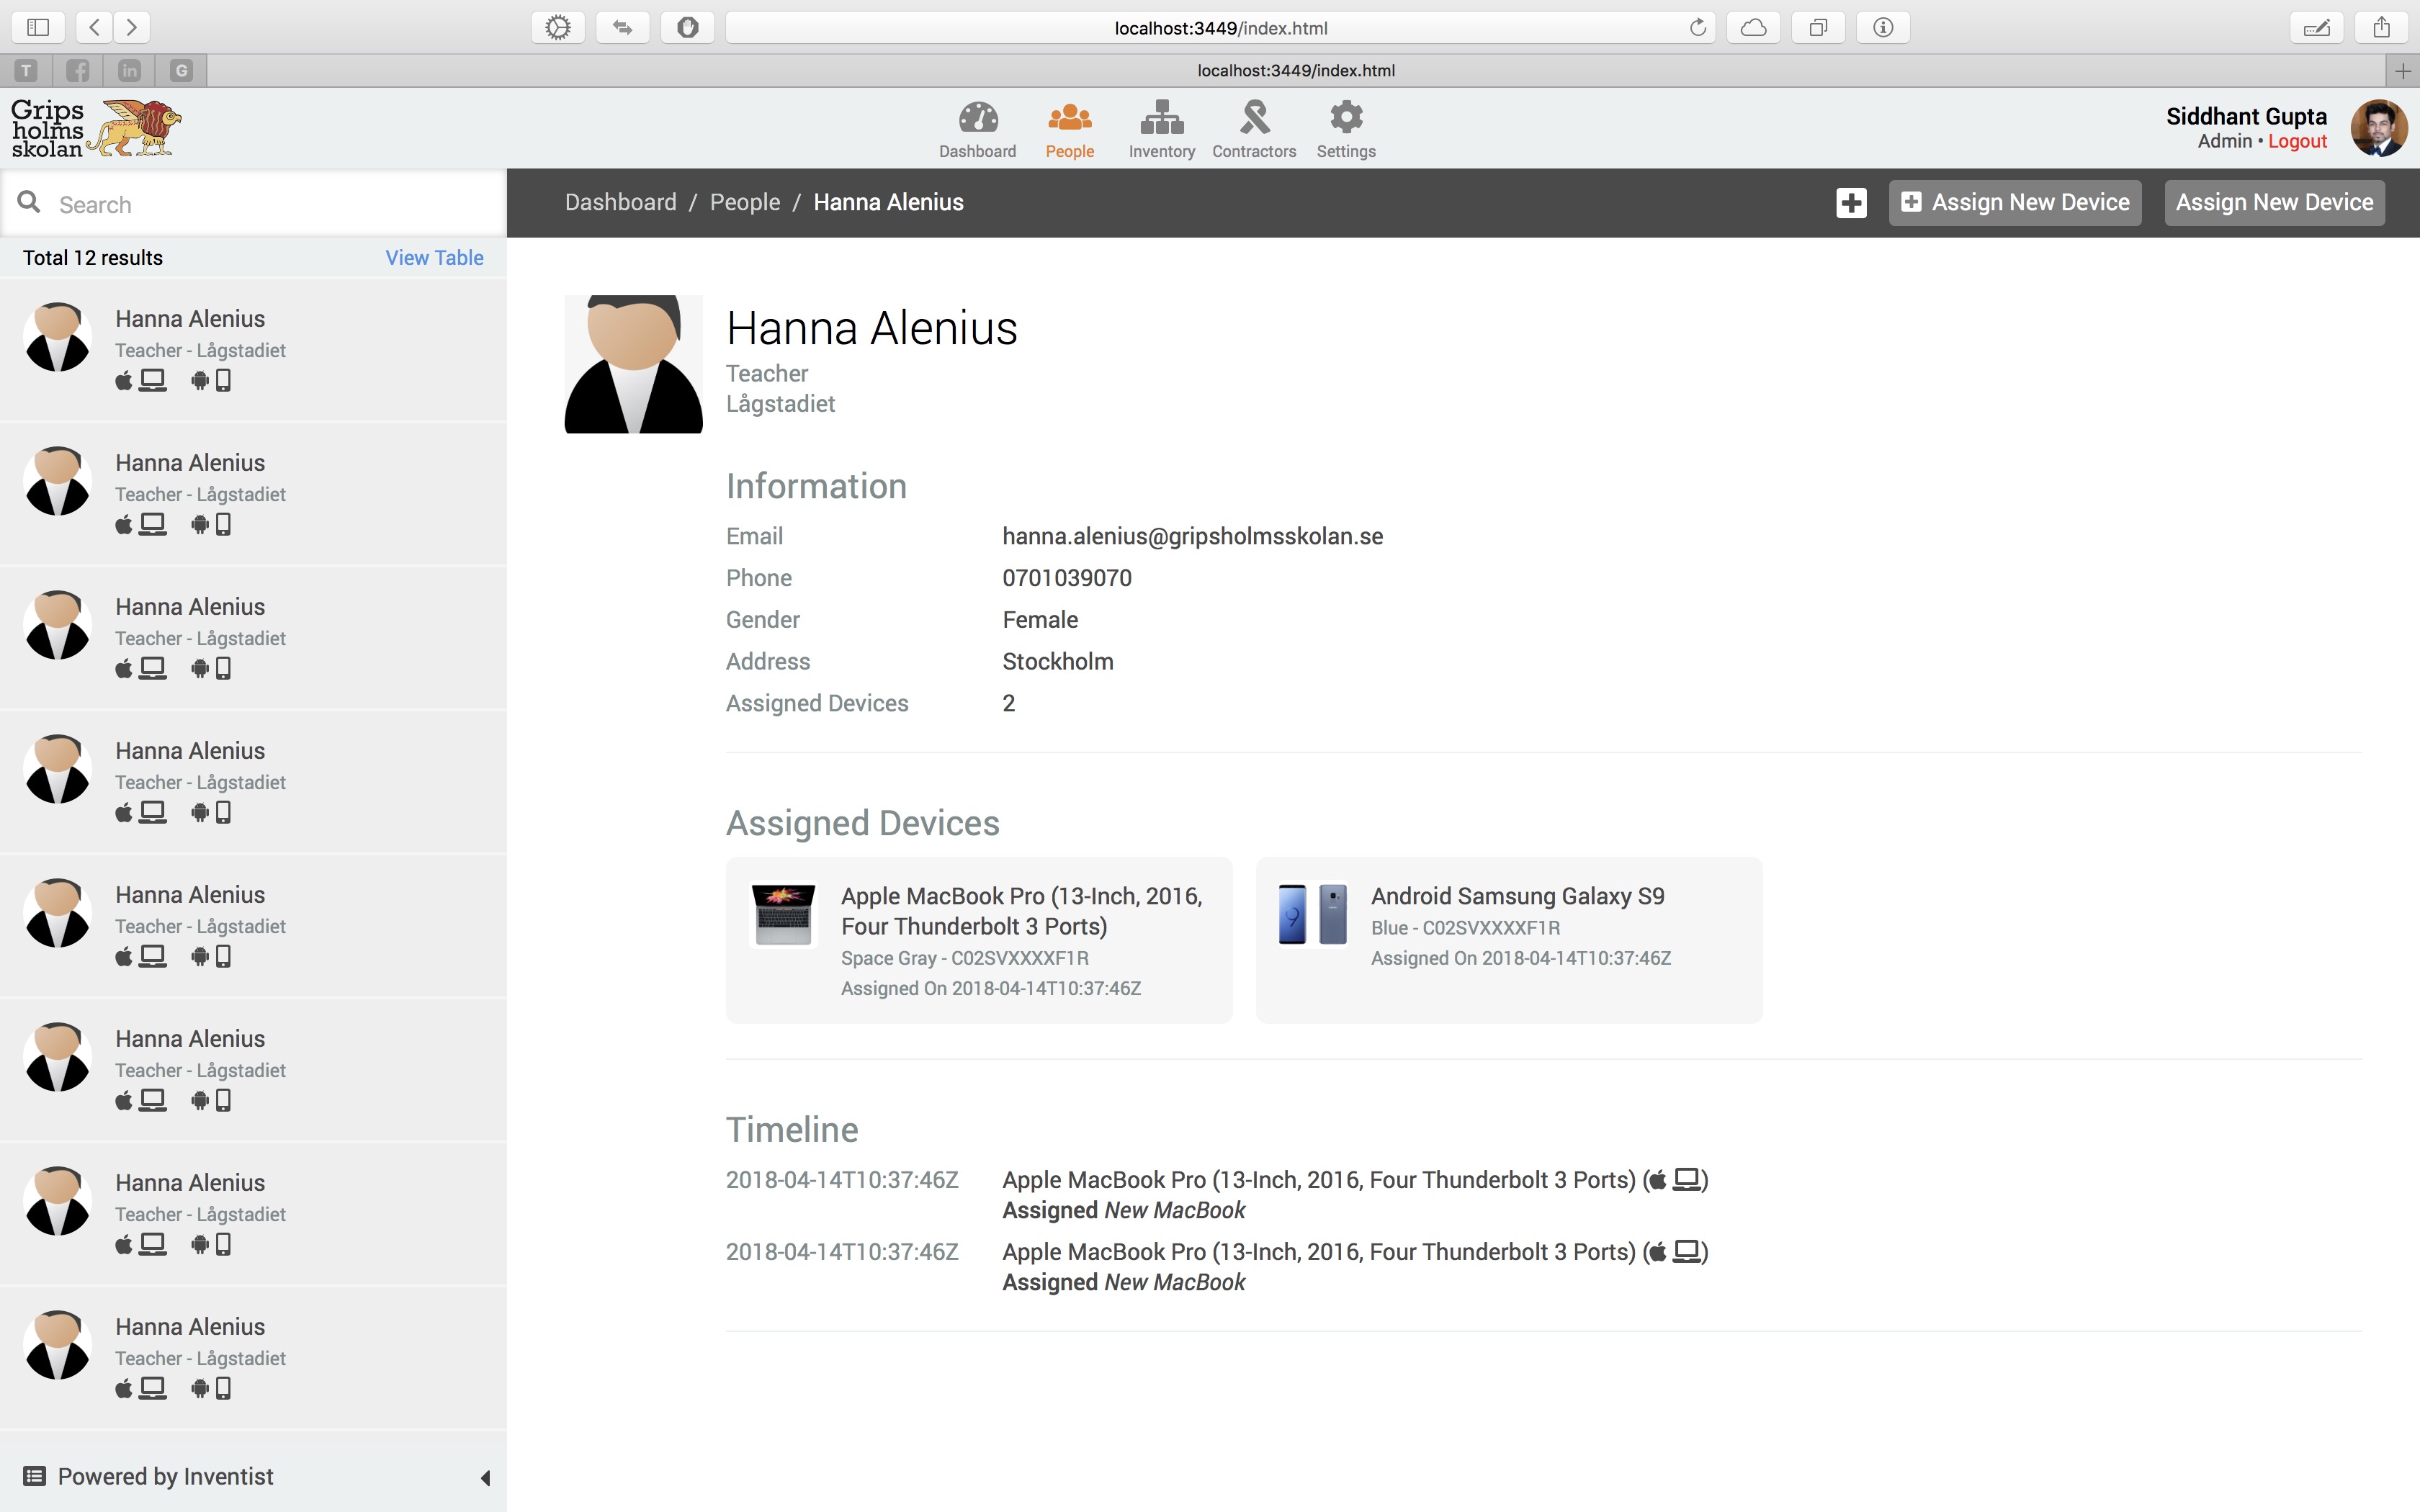 localhost:3449/index.html
T
in
G
localhost:3449/index.html
Grips
holms
skolan
Dashboard
People
Inventory
Contractors
Settings
Siddhant Gupta
Admin • Logout
Search
Dashboard / People / Hanna Alenius
Assign New Device
Assign New Device
Total 12 results
View Table
Hanna Alenius
Teacher - Lågstadiet
Hanna Alenius
Teacher - Lågstadiet
Hanna Alenius
Teacher - Lågstadiet
Hanna Alenius
Teacher - Lågstadiet
Hanna Alenius
Teacher - Lågstadiet
Hanna Alenius
Teacher - Lågstadiet
Hanna Alenius
Teacher - Lågstadiet
Hanna Alenius
Teacher - Lågstadiet
Powered by Inventist
Hanna Alenius
Teacher
Lågstadiet
Information
Email hanna.alenius@gripsholmsskolan.se
Phone 0701039070
Gender Female
Address Stockholm
Assigned Devices 2
Assigned Devices
Apple MacBook Pro (13-Inch, 2016,
Four Thunderbolt 3 Ports)
Space Gray - C02SVXXXXF1R
Assigned On 2018-04-14T10:37:46Z
Android Samsung Galaxy S9
Blue - C02SVXXXXF1R
Assigned On 2018-04-14T10:37:46Z
Timeline
2018-04-14T10:37:46Z Apple MacBook Pro (13-Inch, 2016, Four Thunderbolt 3 Ports) ( )
Assigned New MacBook
2018-04-14T10:37:46Z Apple MacBook Pro (13-Inch, 2016, Four Thunderbolt 3 Ports) ( )
Assigned New MacBook